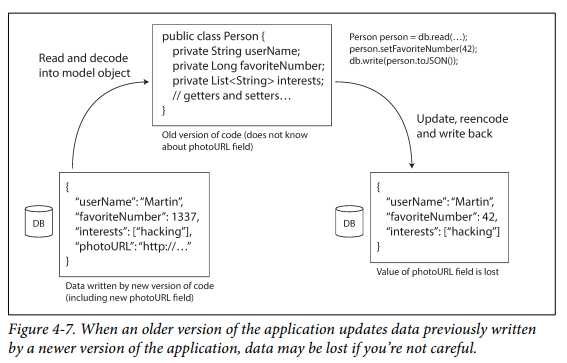 public class Person {
private String userName;
private Long favoriteNumber;
private List<String> interests;
// getters and setters…
}
Person person = db.read(…);
person.setFavoriteNumber(42);
db.write(person.toJSON());
Read and decode
into model object
Old version of code (does not know
about photoURL field)
Update, reencode
and write back
DB
{
“userName”: “Martin”,
“favoriteNumber”: 1337,
“interests”: [“hacking”],
“photoURL”: “http://…”
}
Data written by new version of code
(including new photoURL field)
DB
{
“userName”: “Martin”,
“favoriteNumber”: 42,
“interests”: [“hacking”]
}
Value of photoURL field is lost
Figure 4-7. When an older version of the application updates data previously written
by a newer version of the application, data may be lost if you’re not careful.